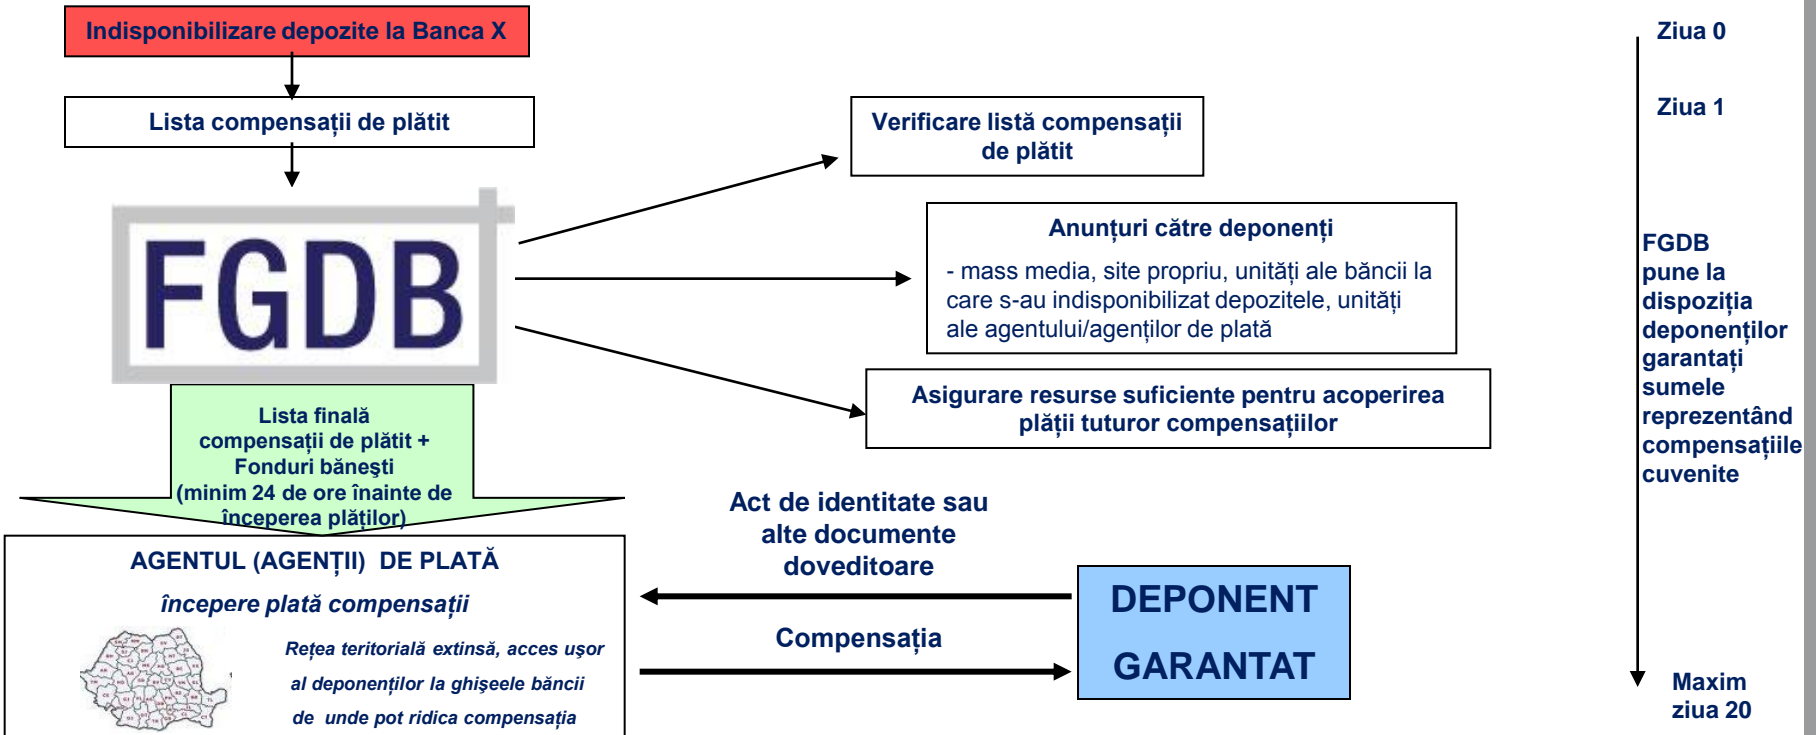 Indisponibilizare depozite la Banca X
Lista compensații de plătit
FGDB
Lista finală
compensații de plătit +
Fonduri băneşti
(minim 24 de ore înainte de
începerea plăților)
AGENTUL (AGENȚII) DE PLATĂ
începere plată compensații
Rețea teritorială extinsă, acces uşor
al deponenților la ghişeele băncii
de unde pot ridica compensația
Verificare listă compensații
de plătit
Anunțuri către deponenți
- mass media, site propriu, unități ale băncii la
care s-au indisponibilizat depozitele, unități
ale agentului/agenților de plată
Asigurare resurse suficiente pentru acoperirea
plății tuturor compensațiilor
Act de identitate sau
alte documente
doveditoare
Compensația
DEPONENT
GARANTAT
Ziua 0
Ziua 1
FGDB
pune la
dispoziția
deponenților
garantați
sumele
reprezentând
compensațiile
cuvenite
Maxim
ziua 20